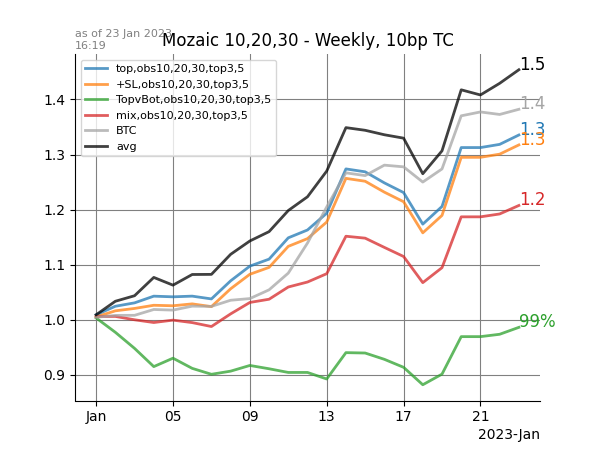 as of 23 Jan 2023
16:19
Mozaic 10,20,30 - Weekly, 10bp TC
top,obs10,20,30,top3,5
+SL,obs10,20,30,top3,5
TopvBot,obs10,20,30,top3,5
mix,obs10,20,30,top3,5
BTC
avg
1.5
1.4
1.3
1.3
1.2
99%
1.4
1.3
1.2
1.1
1.0
0.9
Jan 05 09 13 17 21
2023-Jan